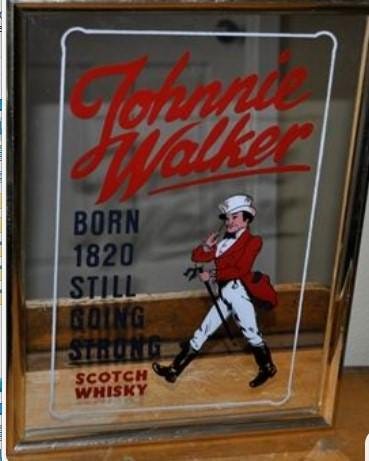 Johnnie
Walker
BORN
1820
STILL
GOING
STRONG
SCOTCH
WHISKY